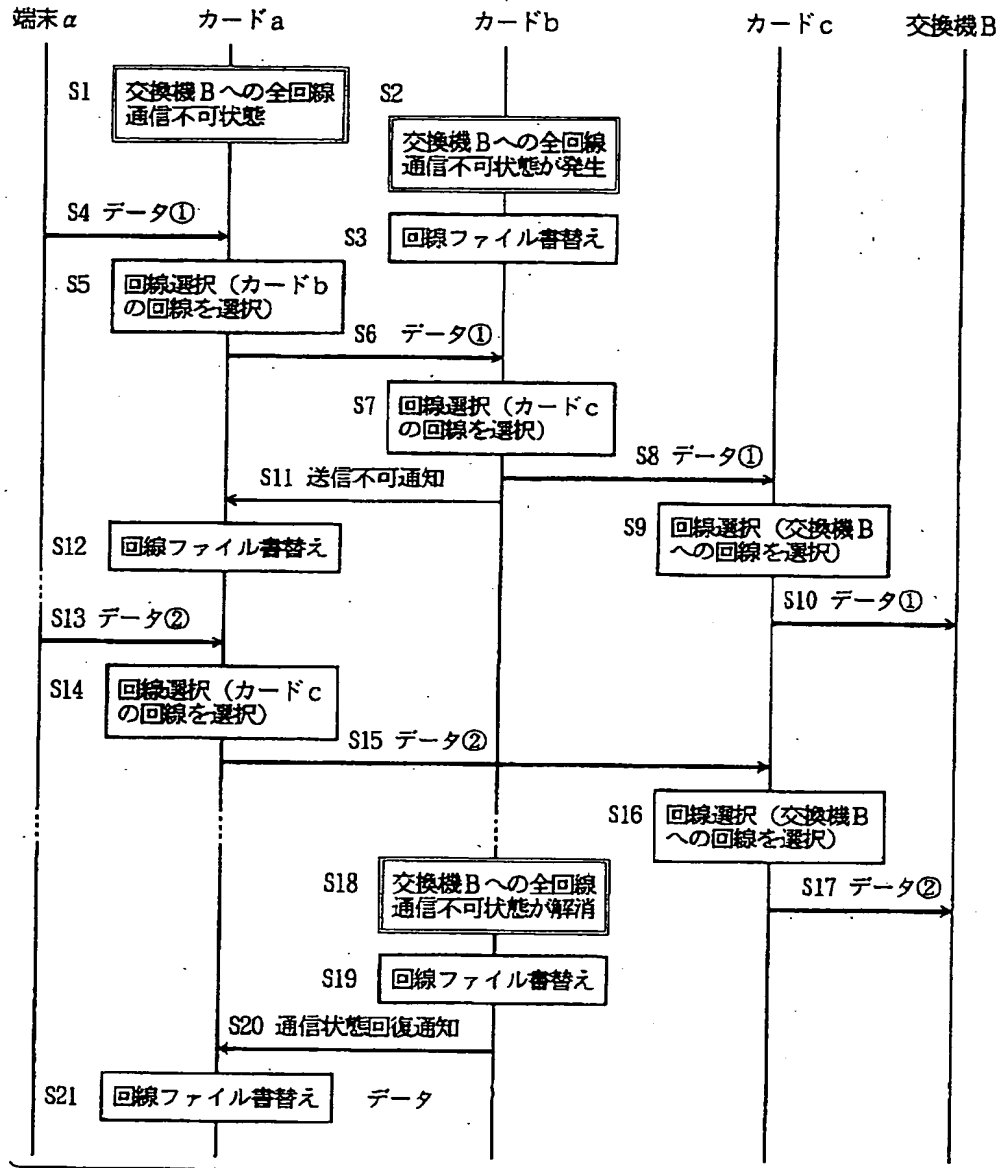 端末α
カードa
カードb
カードc
交換機B
S1
交換機Bへの全回線
通信不可状態
S2
交換機Bへの全回線
通信不可状態が発生
S3
回線ファイル書替え
S4 データ①
S5
回線選択（カードb
の回線を選択）
S6 データ①
S7
回線選択（カードc
の回線を選択）
S8 データ①
S11 送信不可通知
S9
回線選択（交換機B
への回線を選択）
S12
回線ファイル書替え
S10 データ①
S13 データ②
S14
回線選択（カードc
の回線を選択）
S15 データ②
S16
回線選択（交換機B
への回線を選択）
S17 データ②
S18
交換機Bへの全回線
通信不可状態が解消
S19
回線ファイル書替え
S20 通信状態回復通知
S21
回線ファイル書替え
データ